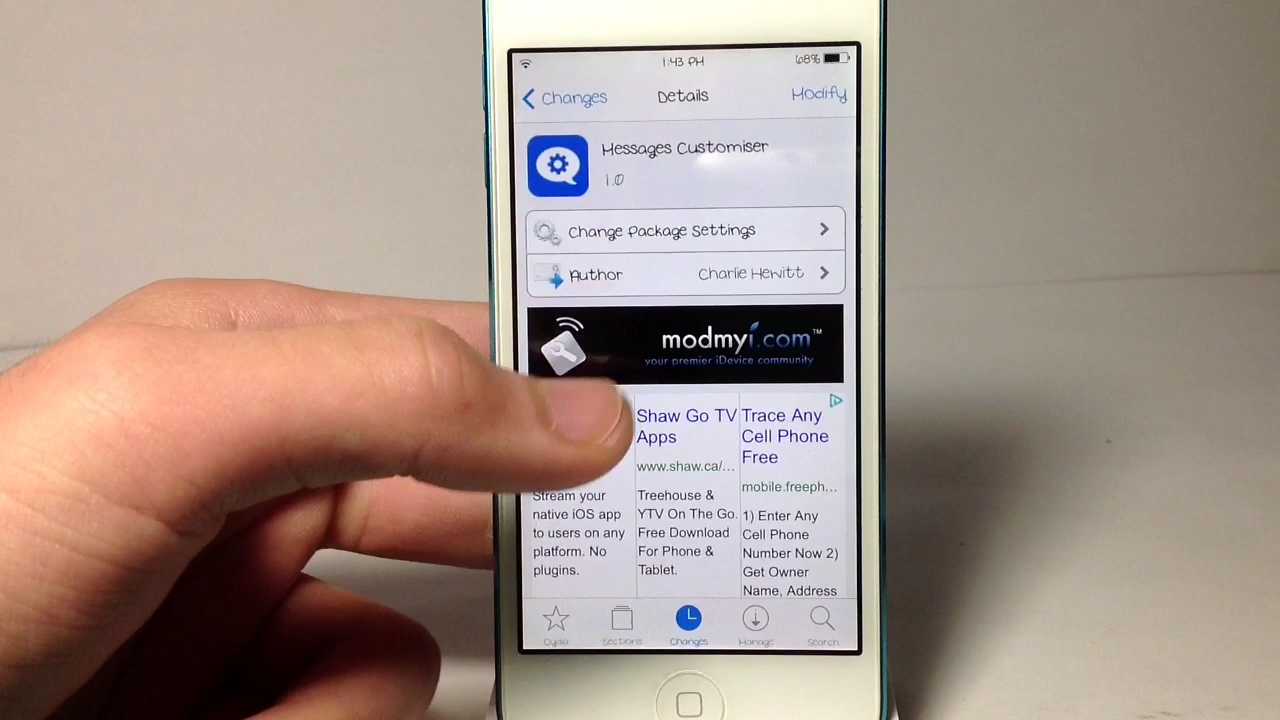 1:43 PM
68%
Changes
Details
Modify
Messages Customiser
1.0
Change Package Settings
Author
Charlie Hewitt
modmyi.com™
your premier iDevice community
Stream your
native iOS app
to users on any
platform. No
plugins.
Shaw Go TV
Apps
www.shaw.ca/...
Treehouse &
YTV On The Go.
Free Download
For Phone &
Tablet.
Trace Any
Cell Phone
Free
mobile.freeph...
1) Enter Any
Cell Phone
Number Now 2)
Get Owner
Name, Address
Cydia
Sections
Changes
Manage
Search